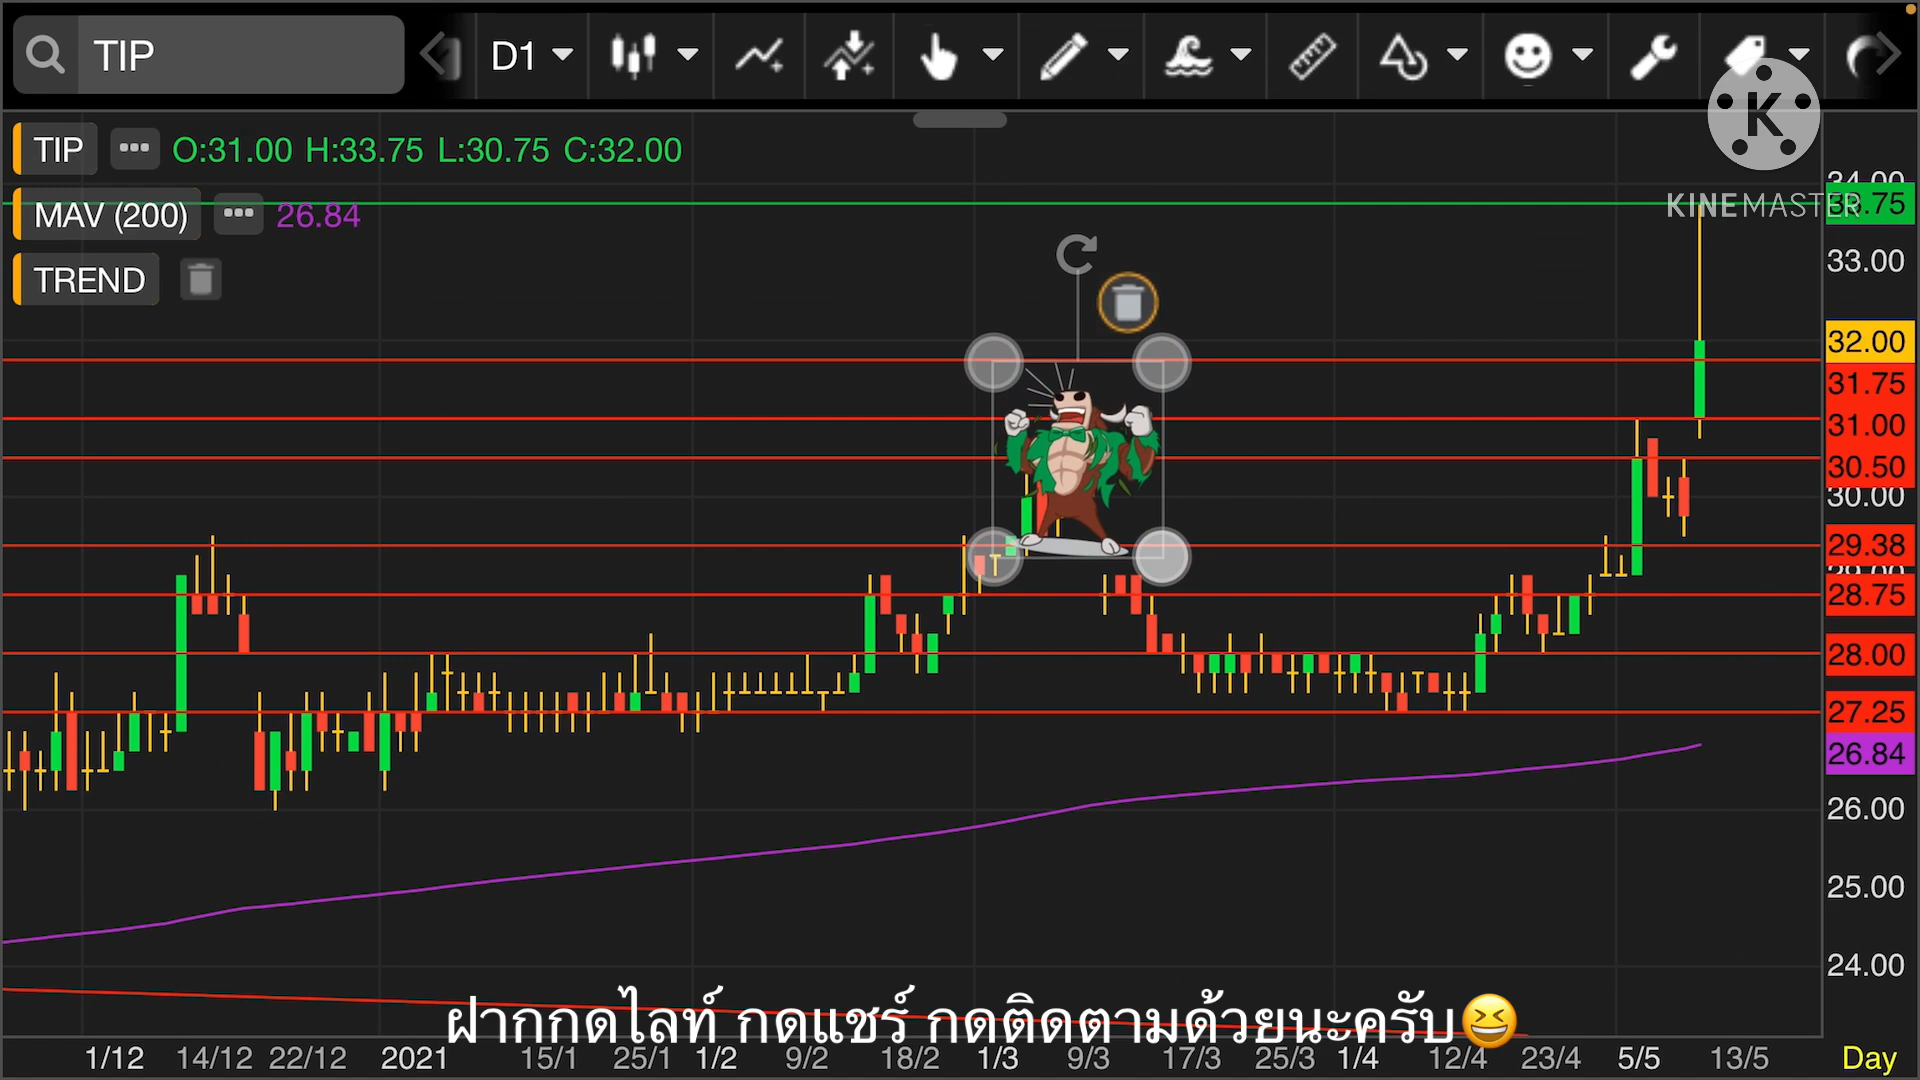 TIP
D1
TIP
O:31.00 H:33.75 L:30.75 C:32.00
MAV (200)
26.84
TREND
K
KINEMASTER
34.00
33.75
33.00
32.00
31.75
31.00
30.50
30.00
29.38
29.00
28.75
28.00
27.25
26.84
26.00
25.00
24.00
ฝากกดไลท์ กดแชร์ กดติดตามด้วยนะครับ😆
1/12 14/12 22/12 2021 15/1 25/1 1/2 9/2 18/2 1/3 9/3 17/3 25/3 1/4 12/4 23/4 5/5 13/5 Day